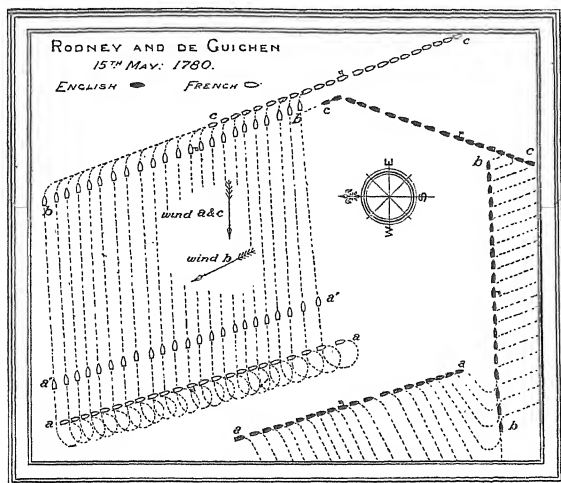 RODNEY AND DE GUICHEN
15TH MAY: 1780.
ENGLISH FRENCH
c
c
b
c
c
b
b
E
S
W
wind a&c
wind b
a'
a'
a
a
a
a
b